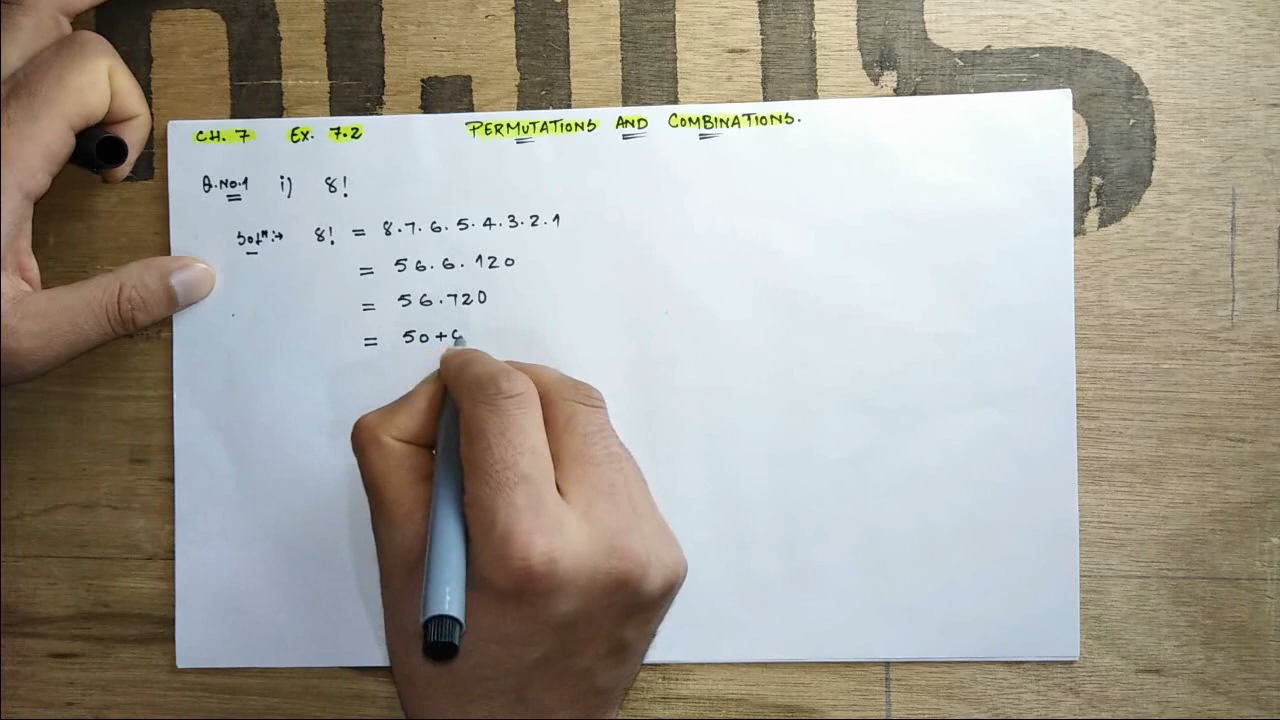 CH. 7 Ex. 7.2 PERMUTATIONS AND COMBINATIONS.
Q.NO.1 i) 8!
Solⁿ:→ 8! = 8.7.6.5.4.3.2.1
= 56.6.120
= 56.720
= 50+6